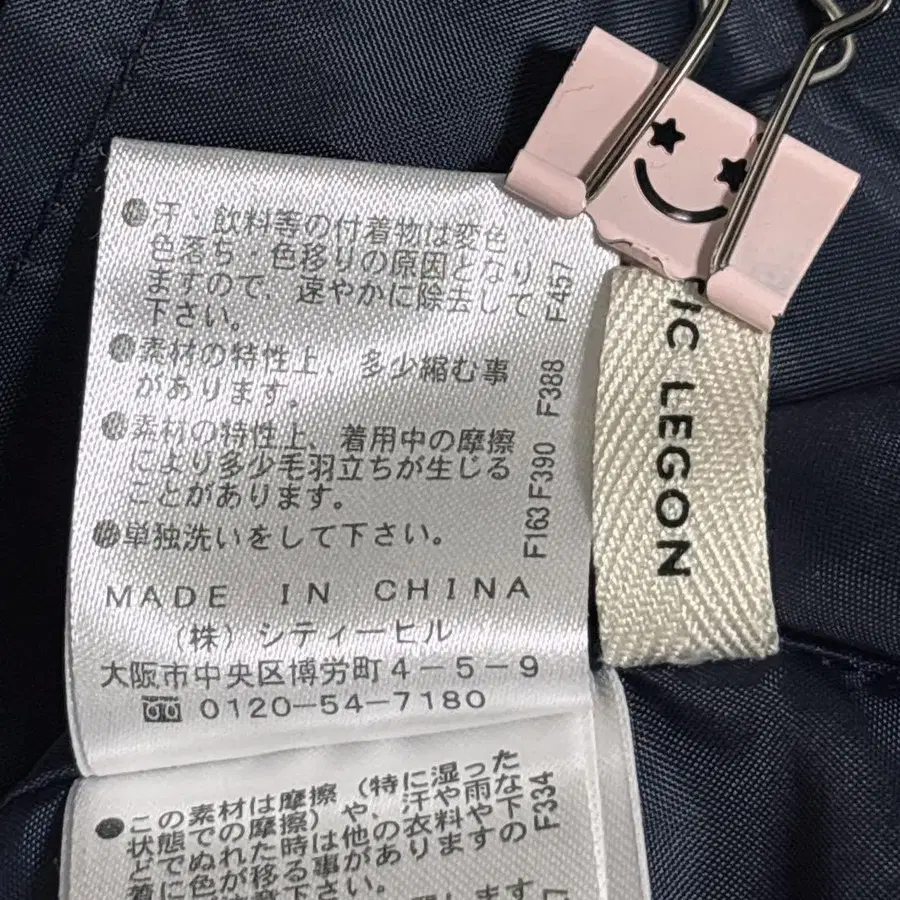 ●汗・飲料等の付着物は変色・
色落ち・色移りの原因となり
ますので、速やかに除去して
下さい。
F457
●素材の特性上、多少縮む事
があります。
F388
●素材の特性上、着用中の摩擦
により多少毛羽立ちが生じる
ことがあります。
F163 F390
●単独洗いをして下さい。
MADE IN CHINA
(株) シティーヒル
大阪市中央区博労町4-5-9
0120-54-7180
LEGON
●この素材は摩擦（特に湿った
状態での摩擦）や、汗や雨な
どでぬれた時は他の衣料や下
着に色が移る事がありますの
下さい。
F334
します